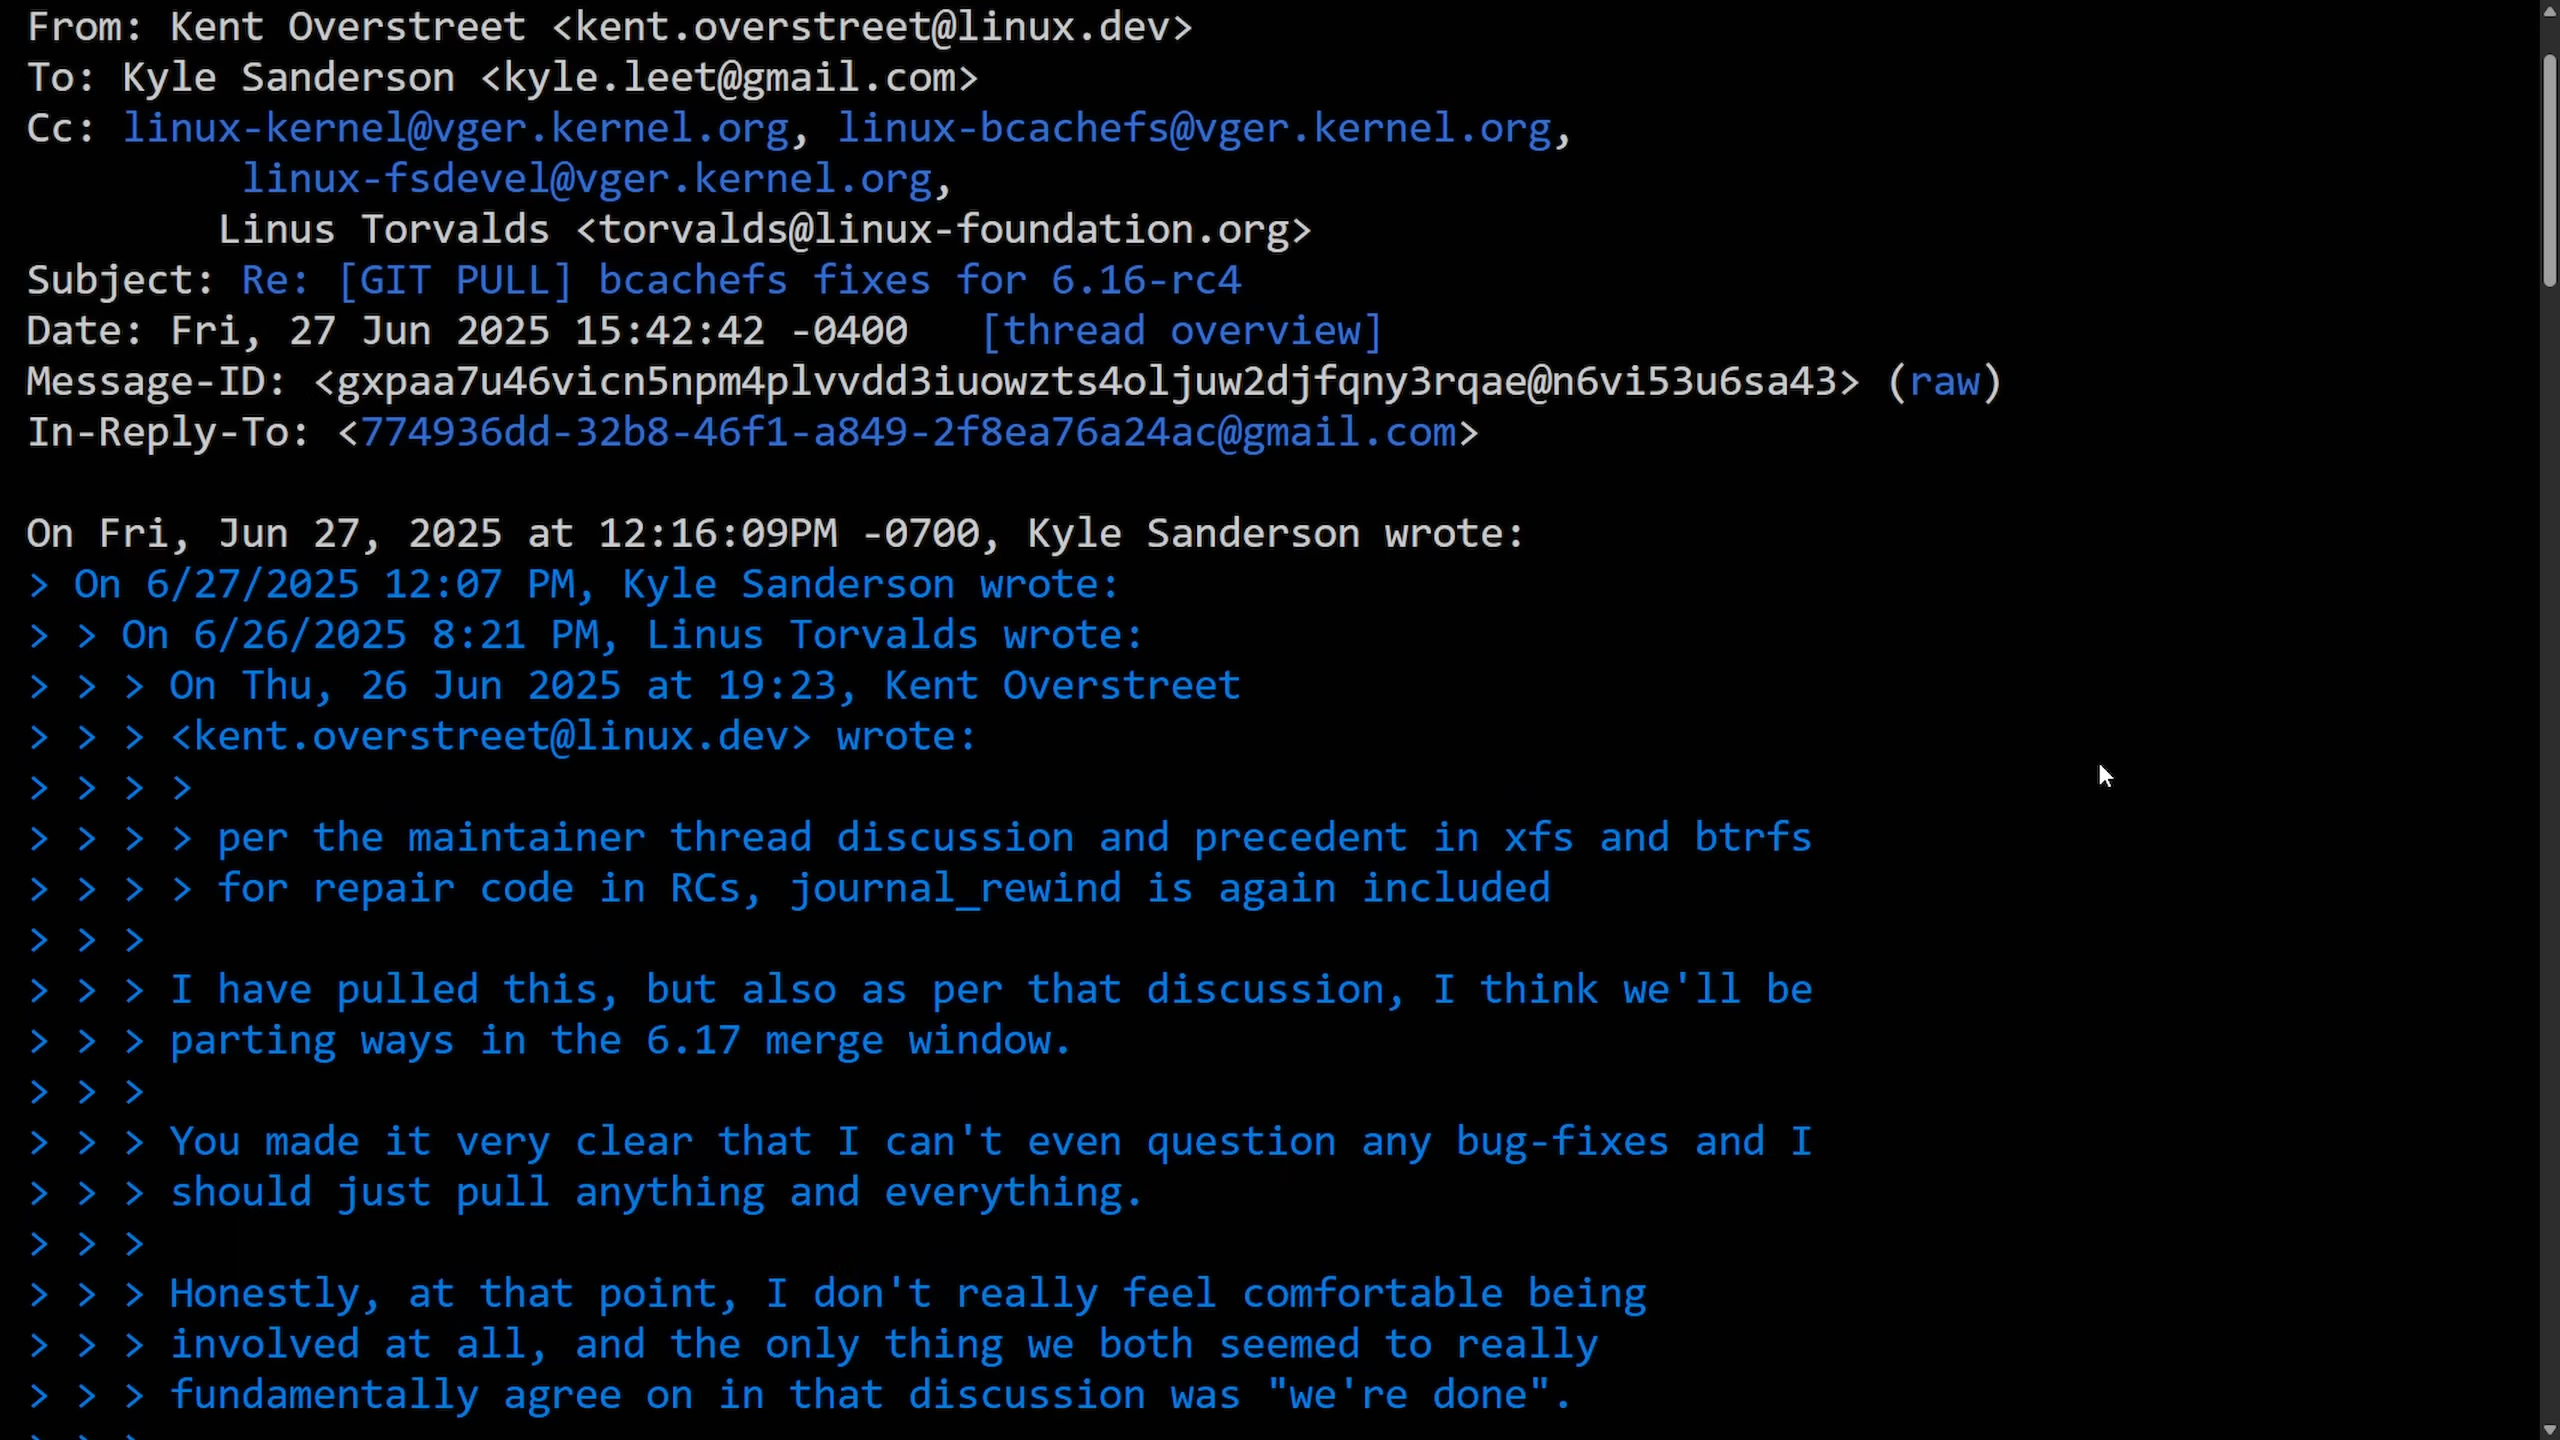 From: Kent Overstreet <kent.overstreet@linux.dev>
To: Kyle Sanderson <kyle.leet@gmail.com>
Cc: linux-kernel@vger.kernel.org, linux-bcachefs@vger.kernel.org,
linux-fsdevel@vger.kernel.org,
Linus Torvalds <torvalds@linux-foundation.org>
Subject: Re: [GIT PULL] bcachefs fixes for 6.16-rc4
Date: Fri, 27 Jun 2025 15:42:42 -0400 [thread overview]
Message-ID: <gxpaa7u46vicn5npm4plvvdd3iuowzts4oljuw2djfqny3rqae@n6vi53u6sa43> (raw)
In-Reply-To: <774936dd-32b8-46f1-a849-2f8ea76a24ac@gmail.com>
On Fri, Jun 27, 2025 at 12:16:09PM -0700, Kyle Sanderson wrote:
> On 6/27/2025 12:07 PM, Kyle Sanderson wrote:
> > On 6/26/2025 8:21 PM, Linus Torvalds wrote:
> > > On Thu, 26 Jun 2025 at 19:23, Kent Overstreet
> > > <kent.overstreet@linux.dev> wrote:
> > > >
> > > > per the maintainer thread discussion and precedent in xfs and btrfs
> > > > for repair code in RCs, journal_rewind is again included
> > >
> > > I have pulled this, but also as per that discussion, I think we'll be
> > > parting ways in the 6.17 merge window.
> > >
> > > You made it very clear that I can't even question any bug-fixes and I
> > > should just pull anything and everything.
> > >
> > > Honestly, at that point, I don't really feel comfortable being
> > > involved at all, and the only thing we both seemed to really
> > > fundamentally agree on in that discussion was "we're done".
> > >